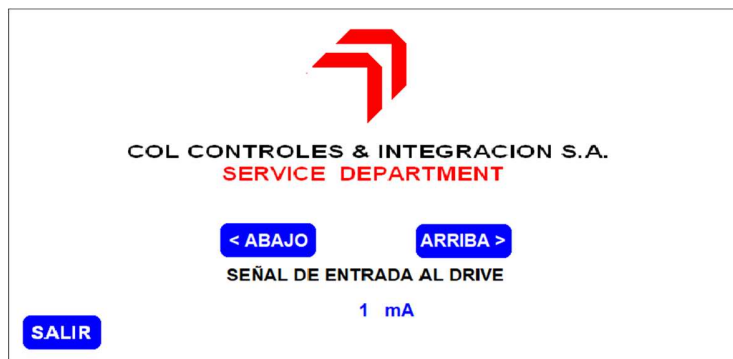 COL CONTROLES & INTEGRACION S.A.
SERVICE DEPARTMENT
< ABAJO ARRIBA >
SEÑAL DE ENTRADA AL DRIVE
1 mA
SALIR